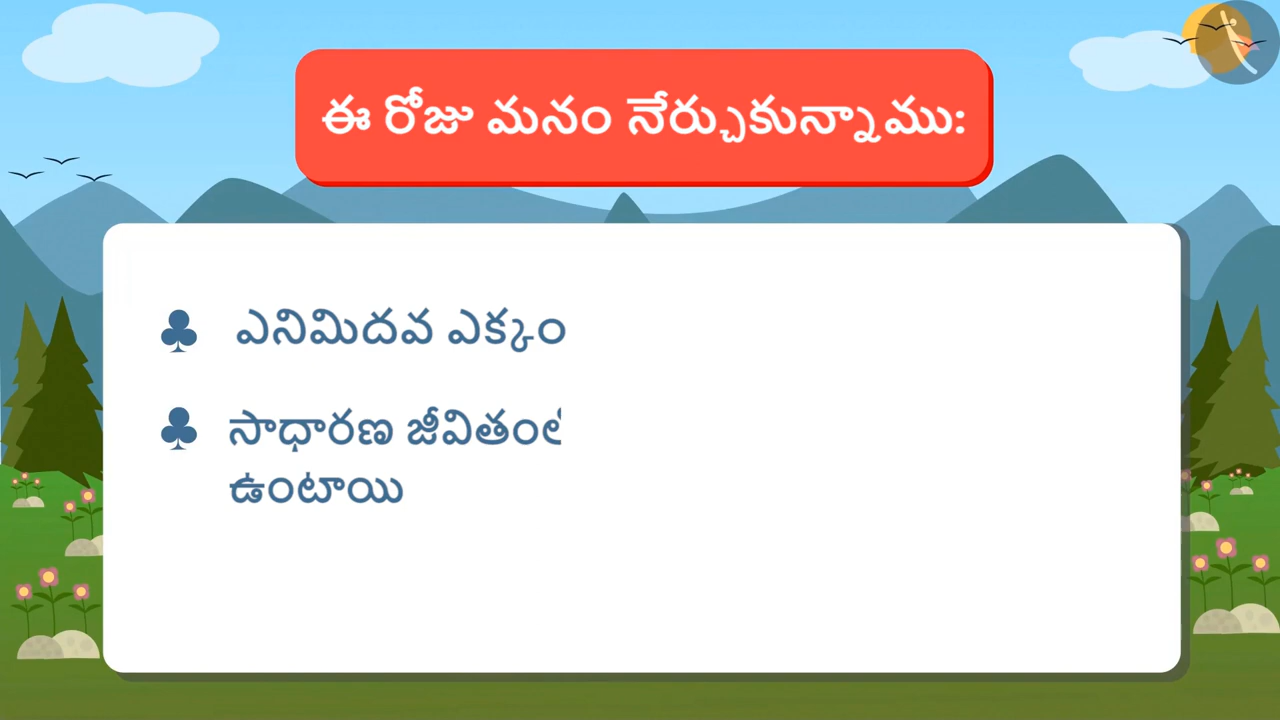 ఈ రోజు మనం నేర్చుకున్నాము:
ఎనిమిదవ ఎక్కం
సాధారణ
ఉంటాయి